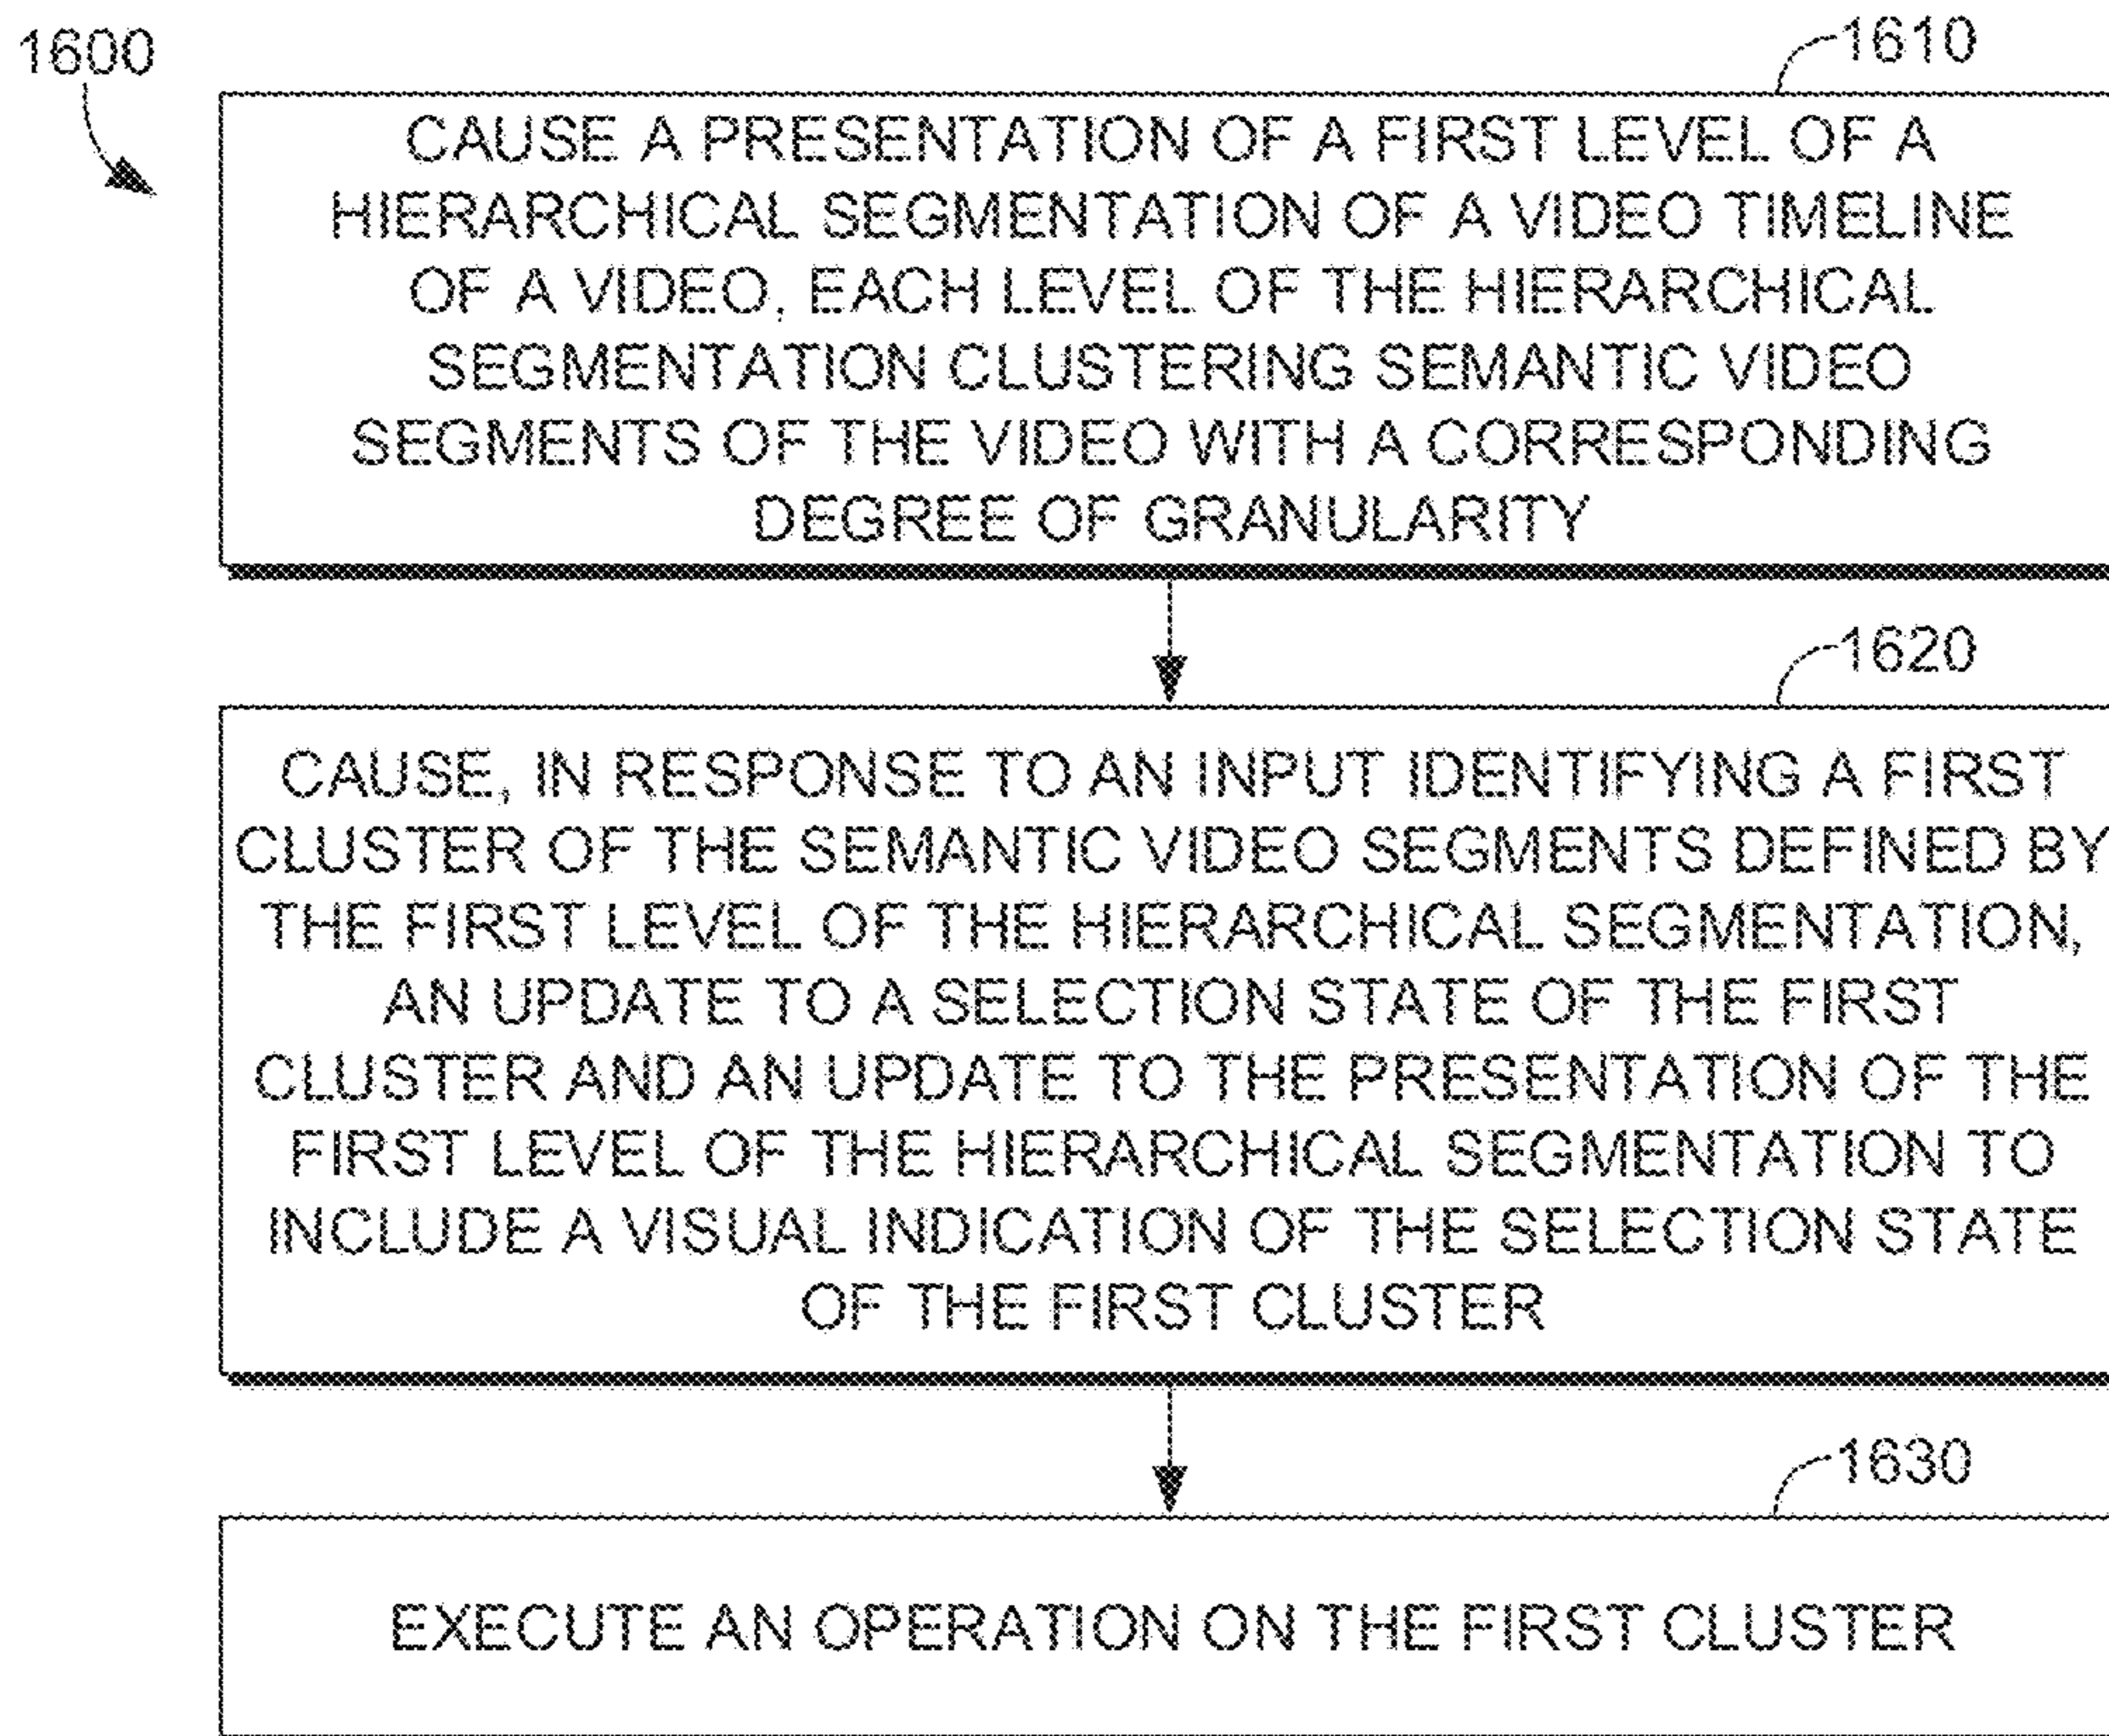 1600
1610
CAUSE A PRESENTATION OF A FIRST LEVEL OF A
HIERARCHICAL SEGMENTATION OF A VIDEO TIMELINE
OF A VIDEO, EACH LEVEL OF THE HIERARCHICAL
SEGMENTATION CLUSTERING SEMANTIC VIDEO
SEGMENTS OF THE VIDEO WITH A CORRESPONDING
DEGREE OF GRANULARITY
1620
CAUSE, IN RESPONSE TO AN INPUT IDENTIFYING A FIRST
CLUSTER OF THE SEMANTIC VIDEO SEGMENTS DEFINED BY
THE FIRST LEVEL OF THE HIERARCHICAL SEGMENTATION,
AN UPDATE TO A SELECTION STATE OF THE FIRST
CLUSTER AND AN UPDATE TO THE PRESENTATION OF THE
FIRST LEVEL OF THE HIERARCHICAL SEGMENTATION TO
INCLUDE A VISUAL INDICATION OF THE SELECTION STATE
OF THE FIRST CLUSTER
1630
EXECUTE AN OPERATION ON THE FIRST CLUSTER